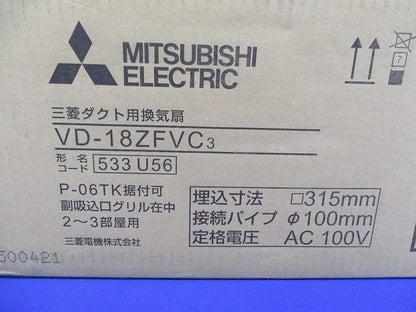 MITSUBISHI
ELECTRIC
三菱ダクト用換気扇
VD-18ZFVC3
形名
コード 533 U56
P-06TK据付可
副吸込口グリル在中
2〜3部屋用
三菱電機株式会社
埋込寸法 □315mm
接続パイプ φ100mm
定格電圧 AC 100V
500421
7